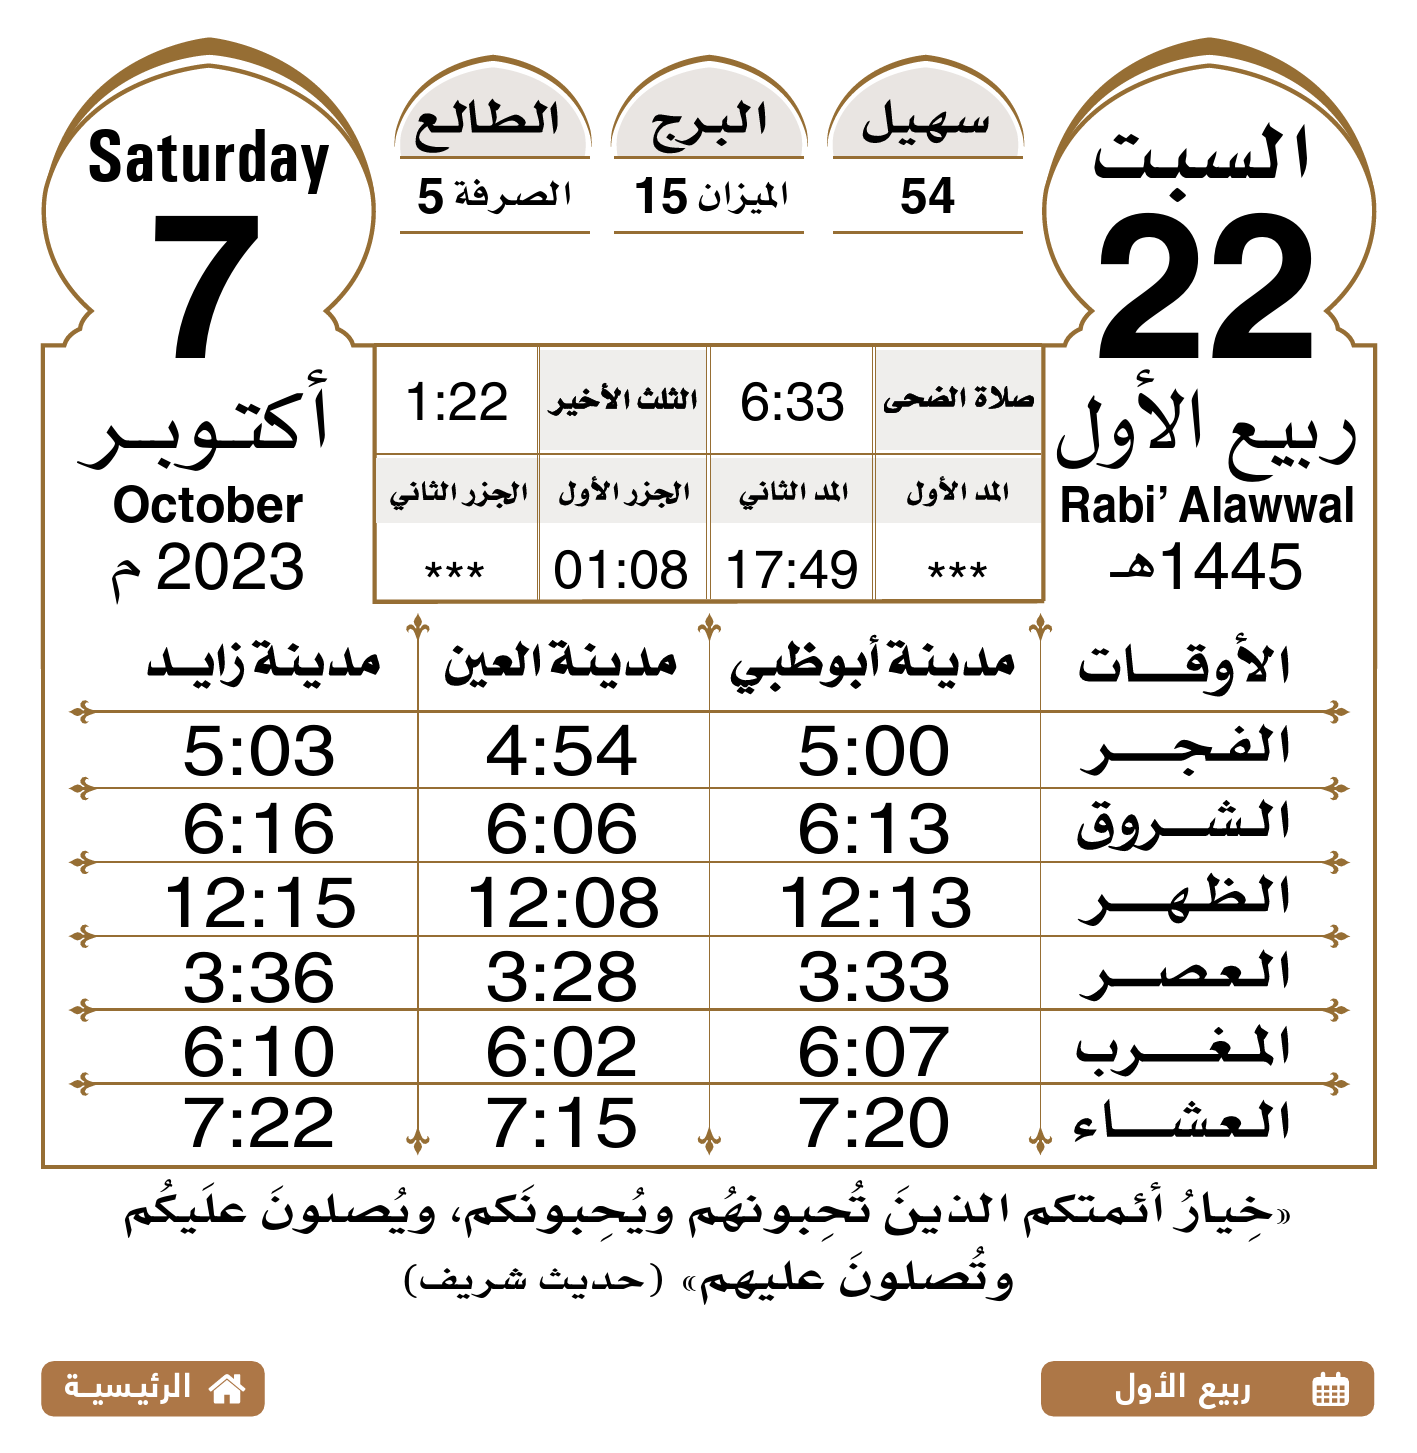 السبت
22
ربيع الأول
Rabi’ Alawwal
1445هـ
سهيل
54
البرج
الميزان 15
الطالع
الصرفة 5
Saturday
7
أكتوبر
October
2023 م
صلاة الضحى 6:33 الثلث الأخير 1:22
المد الأول المد الثاني الجزر الأول الجزر الثاني
*** 17:49 01:08 ***
الأوقات مدينة أبوظبي مدينة العين مدينة زايد
الفجر 5:00 4:54 5:03
الشروق 6:13 6:06 6:16
الظهر 12:13 12:08 12:15
العصر 3:33 3:28 3:36
المغرب 6:07 6:02 6:10
العشاء 7:20 7:15 7:22
«خِيارُ أئمتكم الذينَ تُحِبونهُم ويُحِبونَكم، ويُصلونَ علَيكُم
وتُصلونَ عليهم» (حديث شريف)
ربيع الأول
الرئيسية